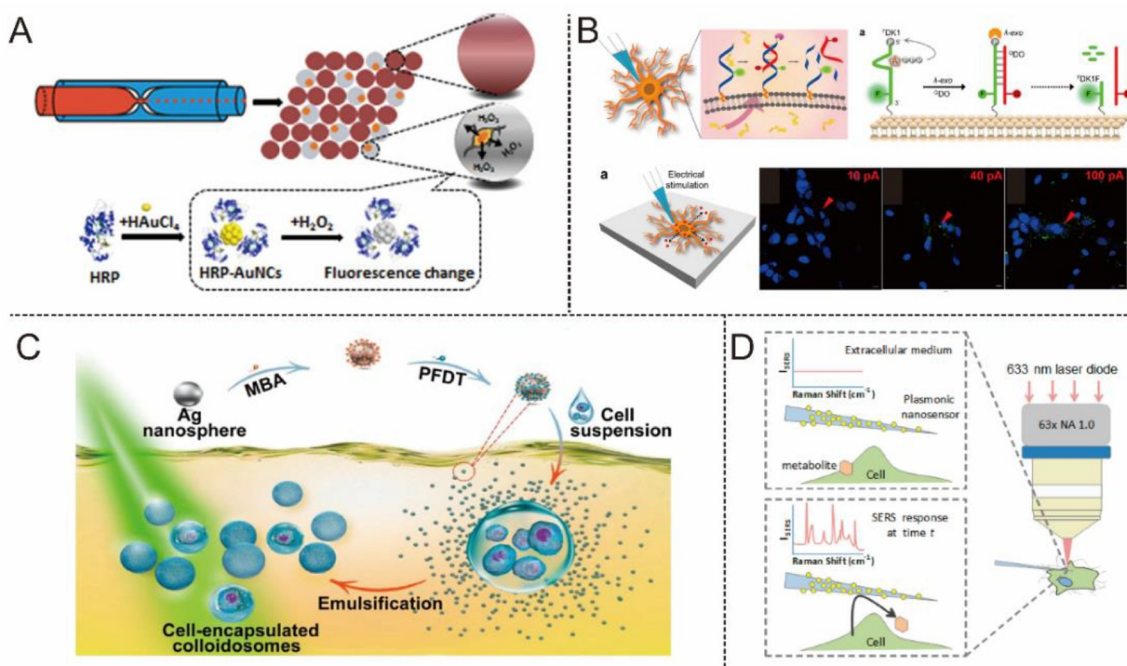 A
H₂O₂
H₂O₂
H₂O₂
+HAuCl₄
+H₂O₂
HRP
HRP-AuNCs
Fluorescence change
B
a
λ-exo
λ-exo
a
Electrical
stimulation
10 pA
40 pA
100 pA
C
MBA
PFDT
Ag
nanosphere
Cell
suspension
Emulsification
Cell-encapsulated
colloidosomes
D
Extracellular medium
I_SERS
Raman Shift (cm⁻¹)
Plasmonic
nanosensor
metabolite
Cell
SERS response
at time t
I_SERS
Raman Shift (cm⁻¹)
Cell
633 nm laser diode
63x NA 1.0